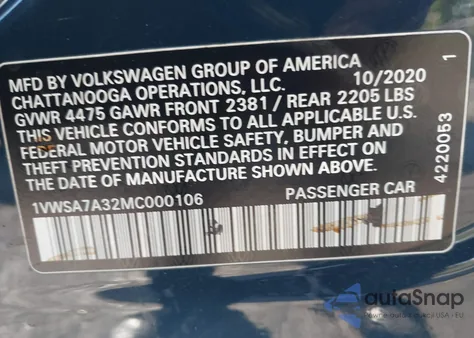 MFD BY VOLKSWAGEN GROUP OF AMERICA
CHATTANOOGA OPERATIONS, LLC. 10/2020
GVWR 4475 GAWR FRONT 2381 / REAR 2205 LBS
THIS VEHICLE CONFORMS TO ALL APPLICABLE U.S.
FEDERAL MOTOR VEHICLE SAFETY, BUMPER AND
THEFT PREVENTION STANDARDS IN EFFECT ON
THE DATE OF MANUFACTURE SHOWN ABOVE.
1VWSA7A32MC000106 PASSENGER CAR
4220053 1
autaSnap